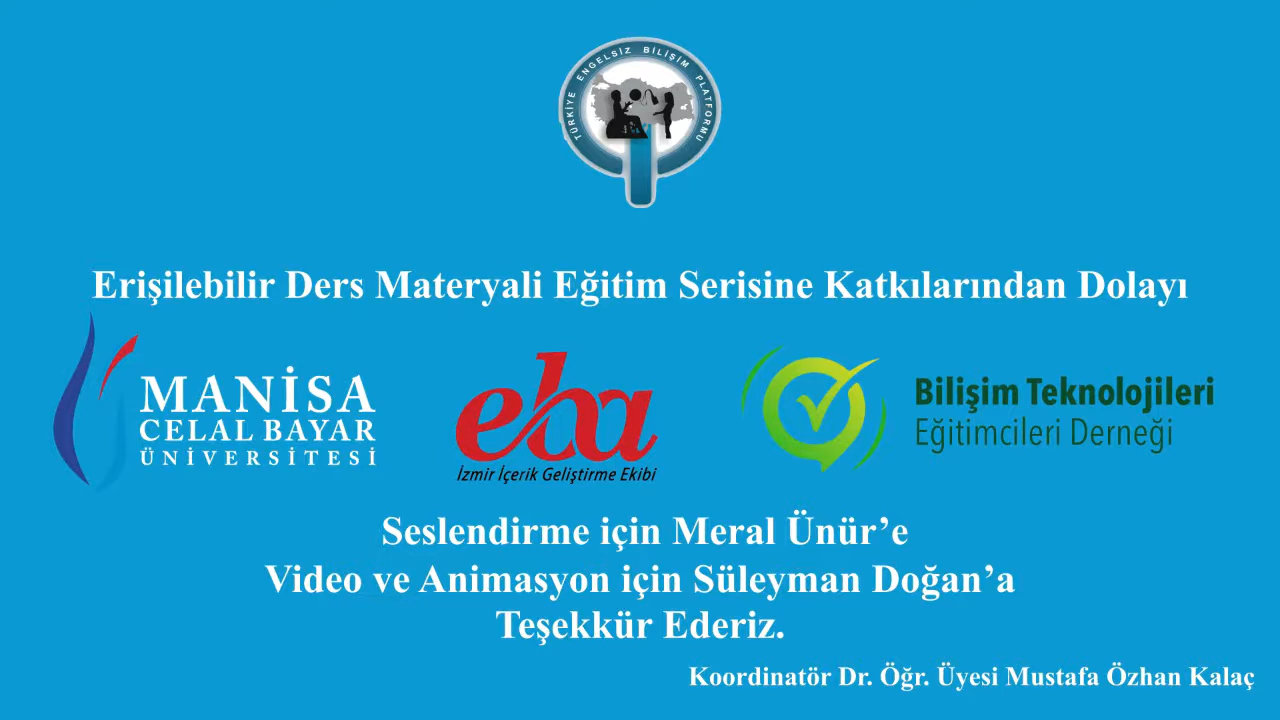 TÜRKİYE ENGELSİZ BİLİŞİM PLATFORMU
Erişilebilir Ders Materyali Eğitim Serisine Katkılarından Dolayı
MANİSA
CELAL BAYAR
ÜNİVERSİTESİ
eba
İzmir İçerik Geliştirme Ekibi
Bilişim Teknolojileri
Eğitimcileri Derneği
Seslendirme için Meral Ünür’e
Video ve Animasyon için Süleyman Doğan’a
Teşekkür Ederiz.
Koordinatör Dr. Öğr. Üyesi Mustafa Özhan Kalaç